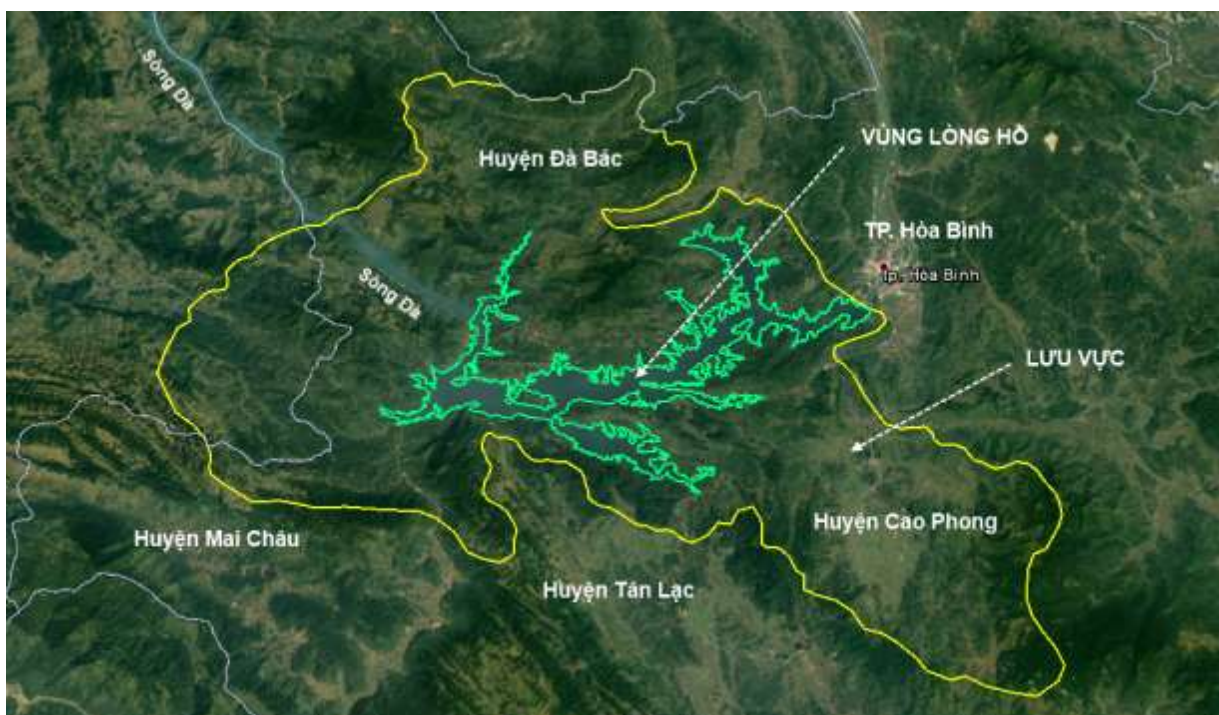 Sông Đà
VÙNG LÒNG HỒ
Huyện Đà Bắc
TP. Hòa Bình
tp. Hòa Bình
Sông Đà
LƯU VỰC
Huyện Cao Phong
Huyện Mai Châu
Huyện Tân Lạc